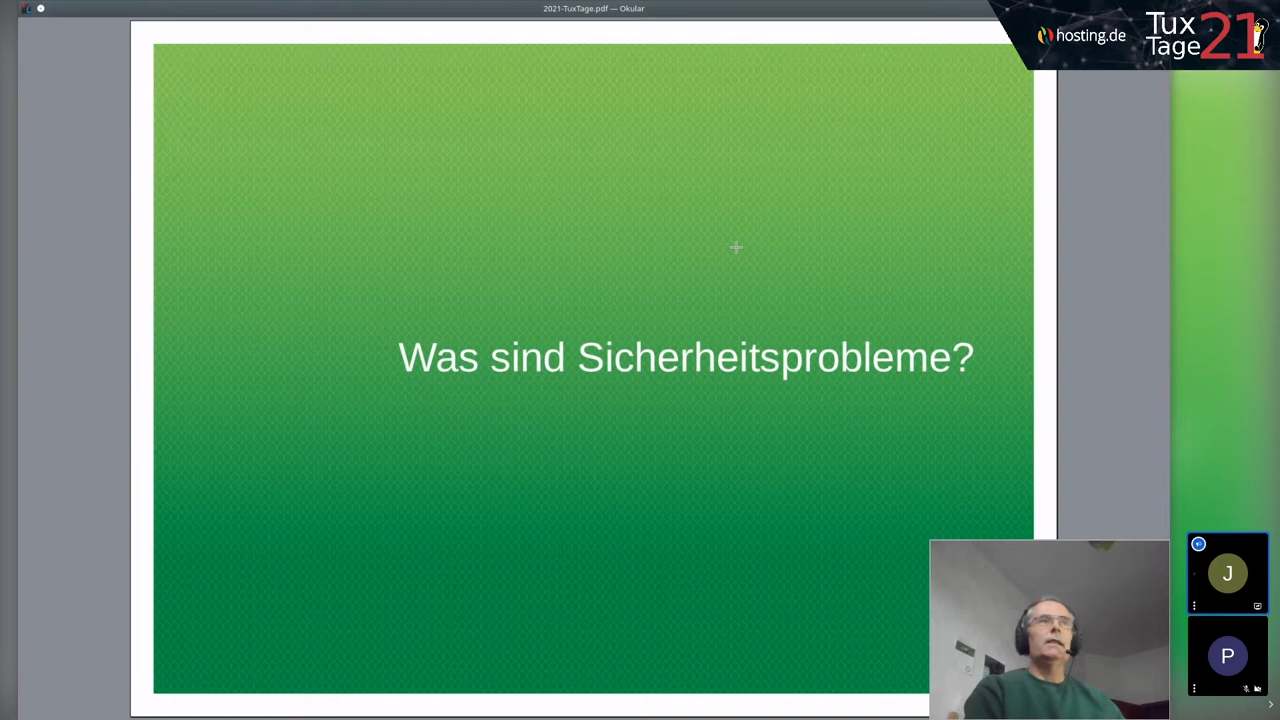 2021-TuxTage.pdf — Okular
hosting.de
Tux
Tage
21
Was sind Sicherheitsprobleme?
J
P